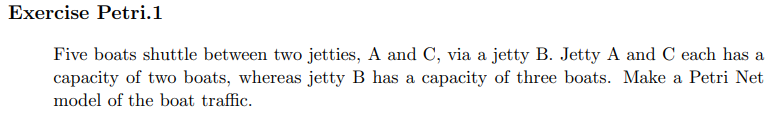 Exercise Petri.1
Five boats shuttle between two jetties, A and C, via a jetty B. Jetty A and C each has a
capacity of two boats, whereas jetty B has a capacity of three boats. Make a Petri Net
model of the boat traffic.